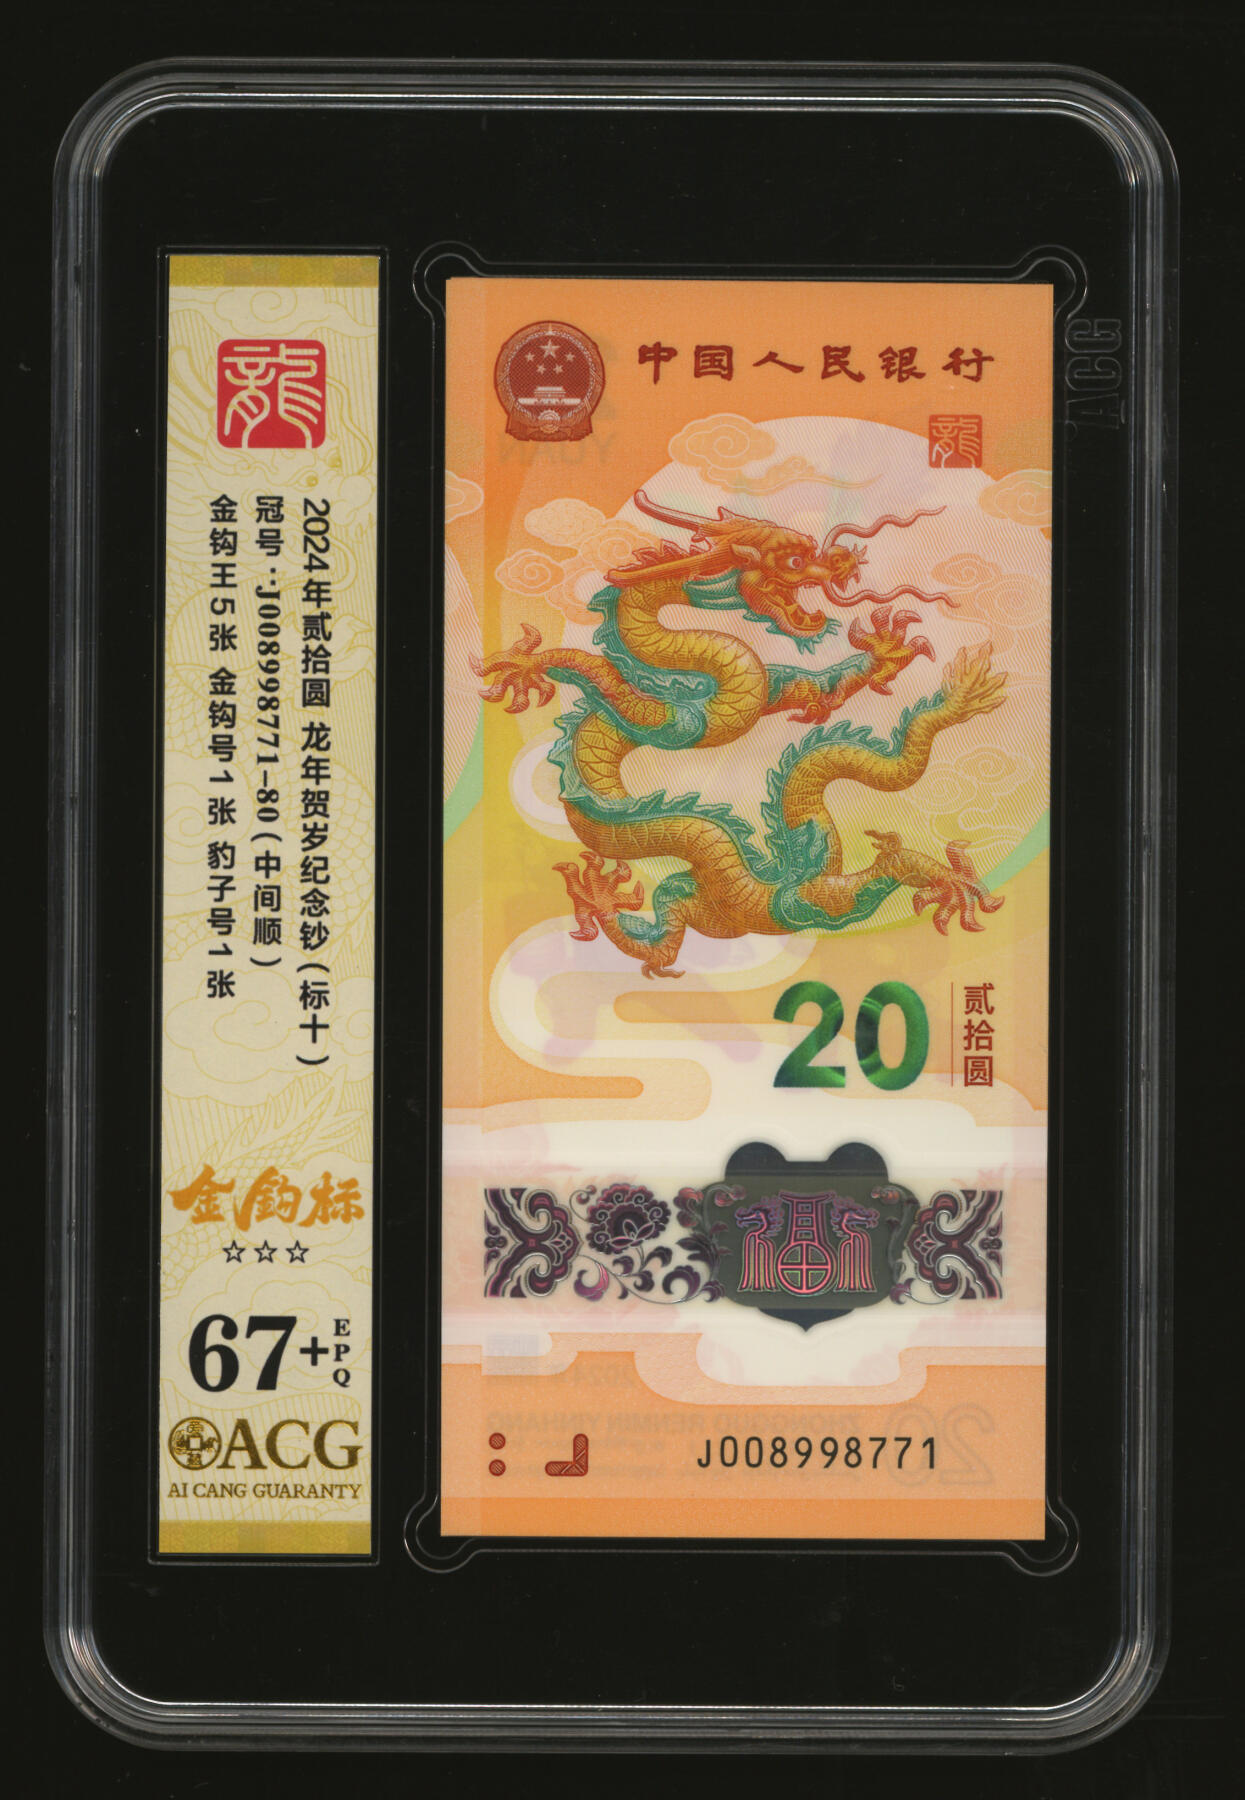 龍
2024年贰拾圆 龙年贺岁纪念钞(标十)
冠号:J008998771-80(中间顺)
金钩王5张 金钩号1张 豹子号1张
金鈎标
☆☆☆
67+EPQ
ACG
AI CANG GUARANTY
中国人民银行
龍
20
贰拾圆
福
J008998771
ACG